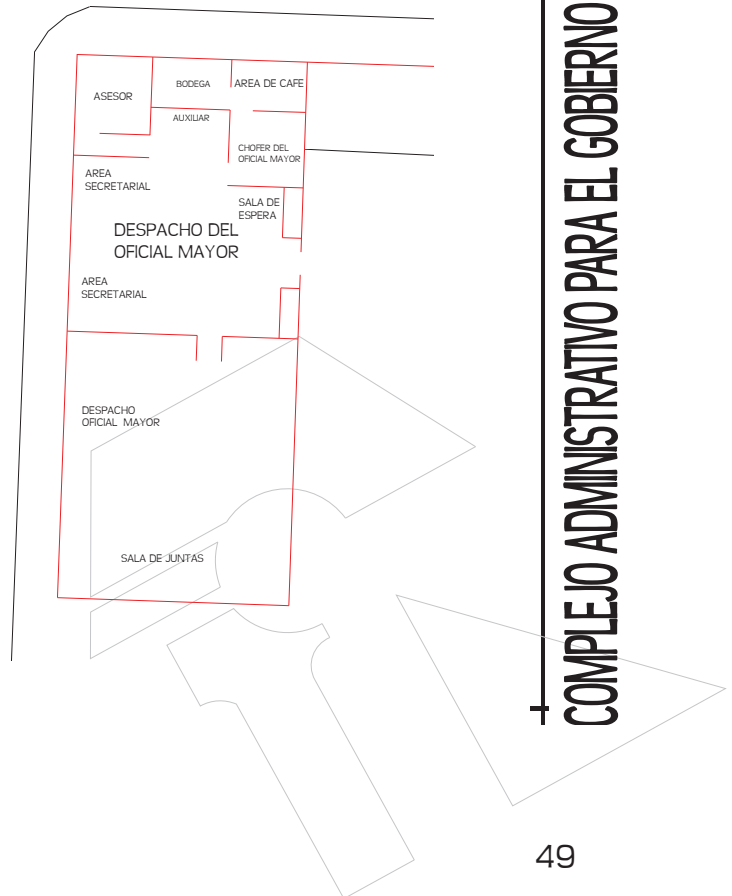 BODEGA
AREA DE CAFE
ASESOR
AUXILIAR
CHOFER DEL
OFICIAL MAYOR
AREA
SECRETARIAL
SALA DE
ESPERA
DESPACHO DEL
OFICIAL MAYOR
AREA
SECRETARIAL
DESPACHO
OFICIAL MAYOR
SALA DE JUNTAS
COMPLEJO ADMINISTRATIVO PARA EL GOBIERNO
49